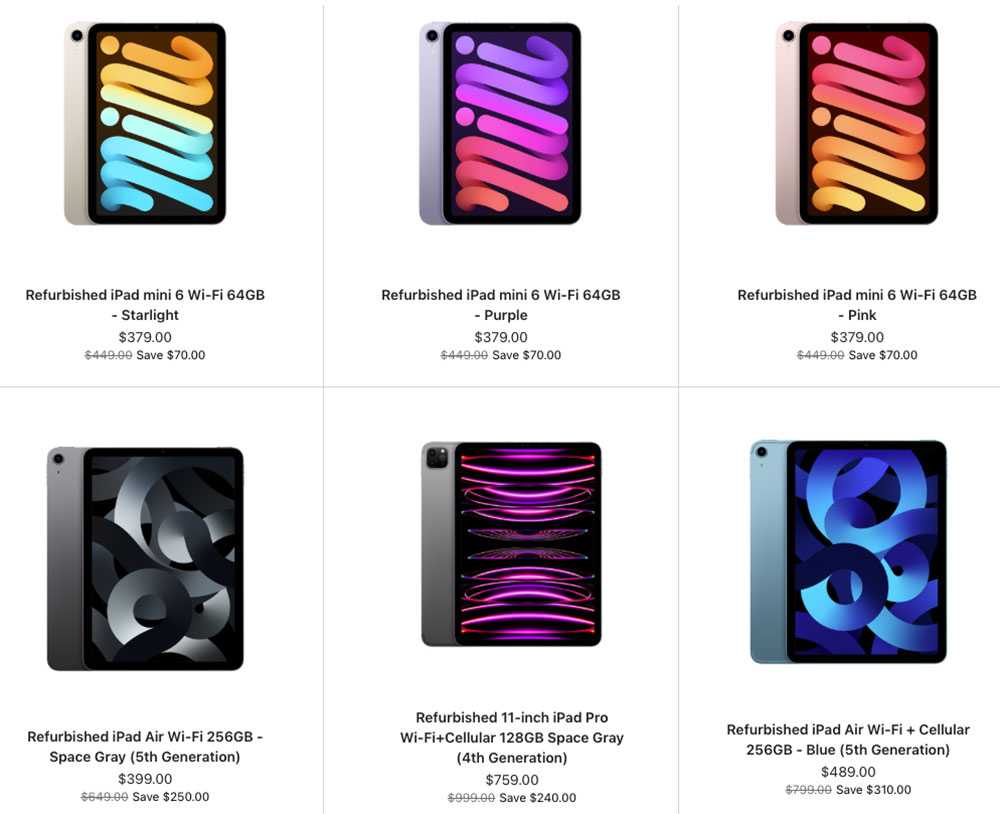 Refurbished iPad mini 6 Wi-Fi 64GB
- Starlight
$379.00
$449.00 Save $70.00
Refurbished iPad mini 6 Wi-Fi 64GB
- Purple
$379.00
$449.00 Save $70.00
Refurbished iPad mini 6 Wi-Fi 64GB
- Pink
$379.00
$449.00 Save $70.00
Refurbished iPad Air Wi-Fi 256GB -
Space Gray (5th Generation)
$399.00
$649.00 Save $250.00
Refurbished 11-inch iPad Pro
Wi-Fi+Cellular 128GB Space Gray
(4th Generation)
$759.00
$999.00 Save $240.00
Refurbished iPad Air Wi-Fi + Cellular
256GB - Blue (5th Generation)
$489.00
$799.00 Save $310.00